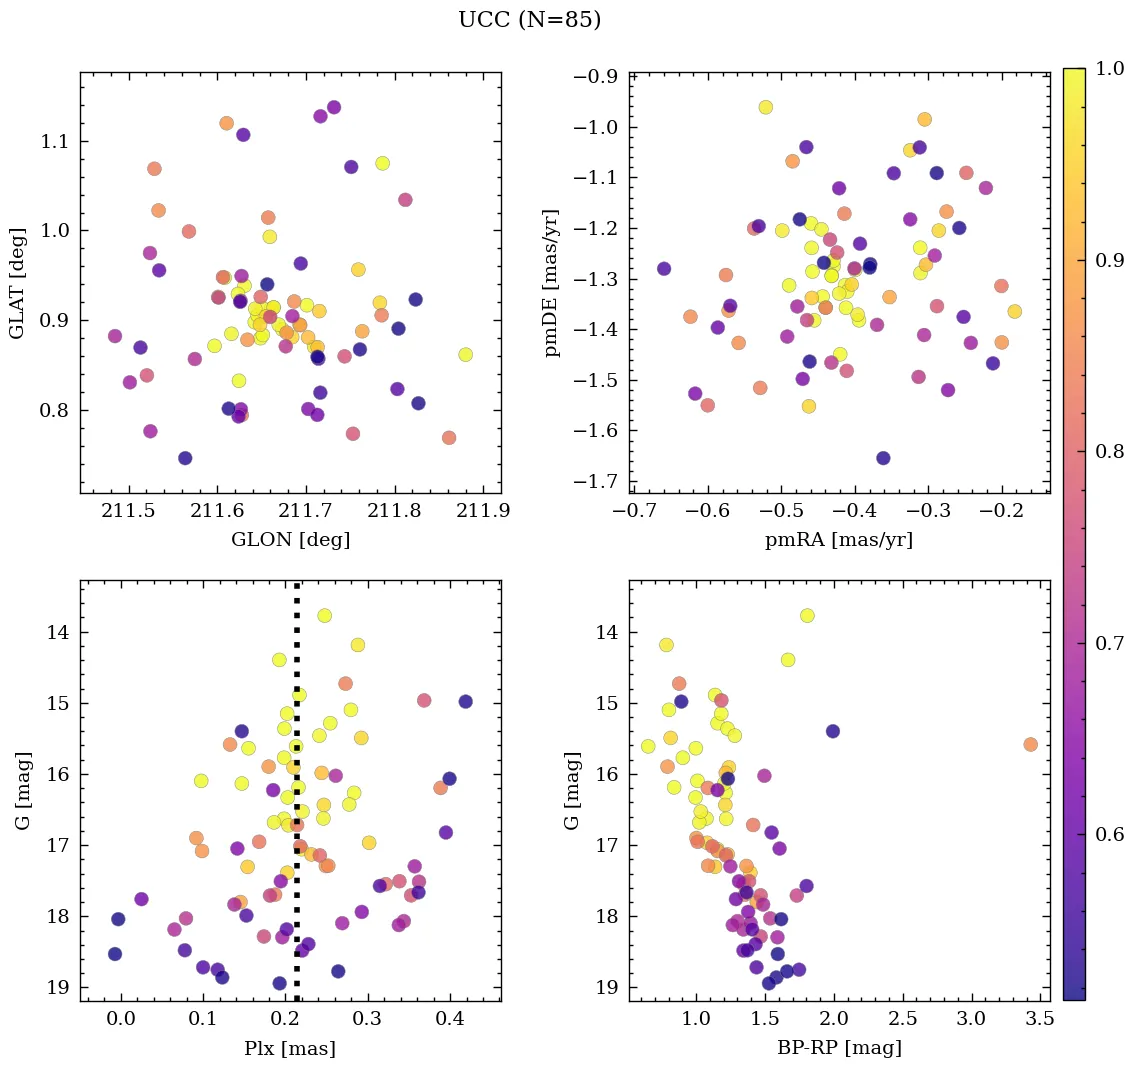 UCC (N=85)
1.1
1.0
0.9
0.8
GLAT [deg]
211.5 211.6 211.7 211.8 211.9
GLON [deg]
−0.9
−1.0
−1.1
−1.2
−1.3
−1.4
−1.5
−1.6
−1.7
pmDE [mas/yr]
−0.7 −0.6 −0.5 −0.4 −0.3 −0.2
pmRA [mas/yr]
14
15
16
17
18
19
G [mag]
0.0 0.1 0.2 0.3 0.4
Plx [mas]
14
15
16
17
18
19
G [mag]
1.0 1.5 2.0 2.5 3.0 3.5
BP-RP [mag]
1.0
0.9
0.8
0.7
0.6